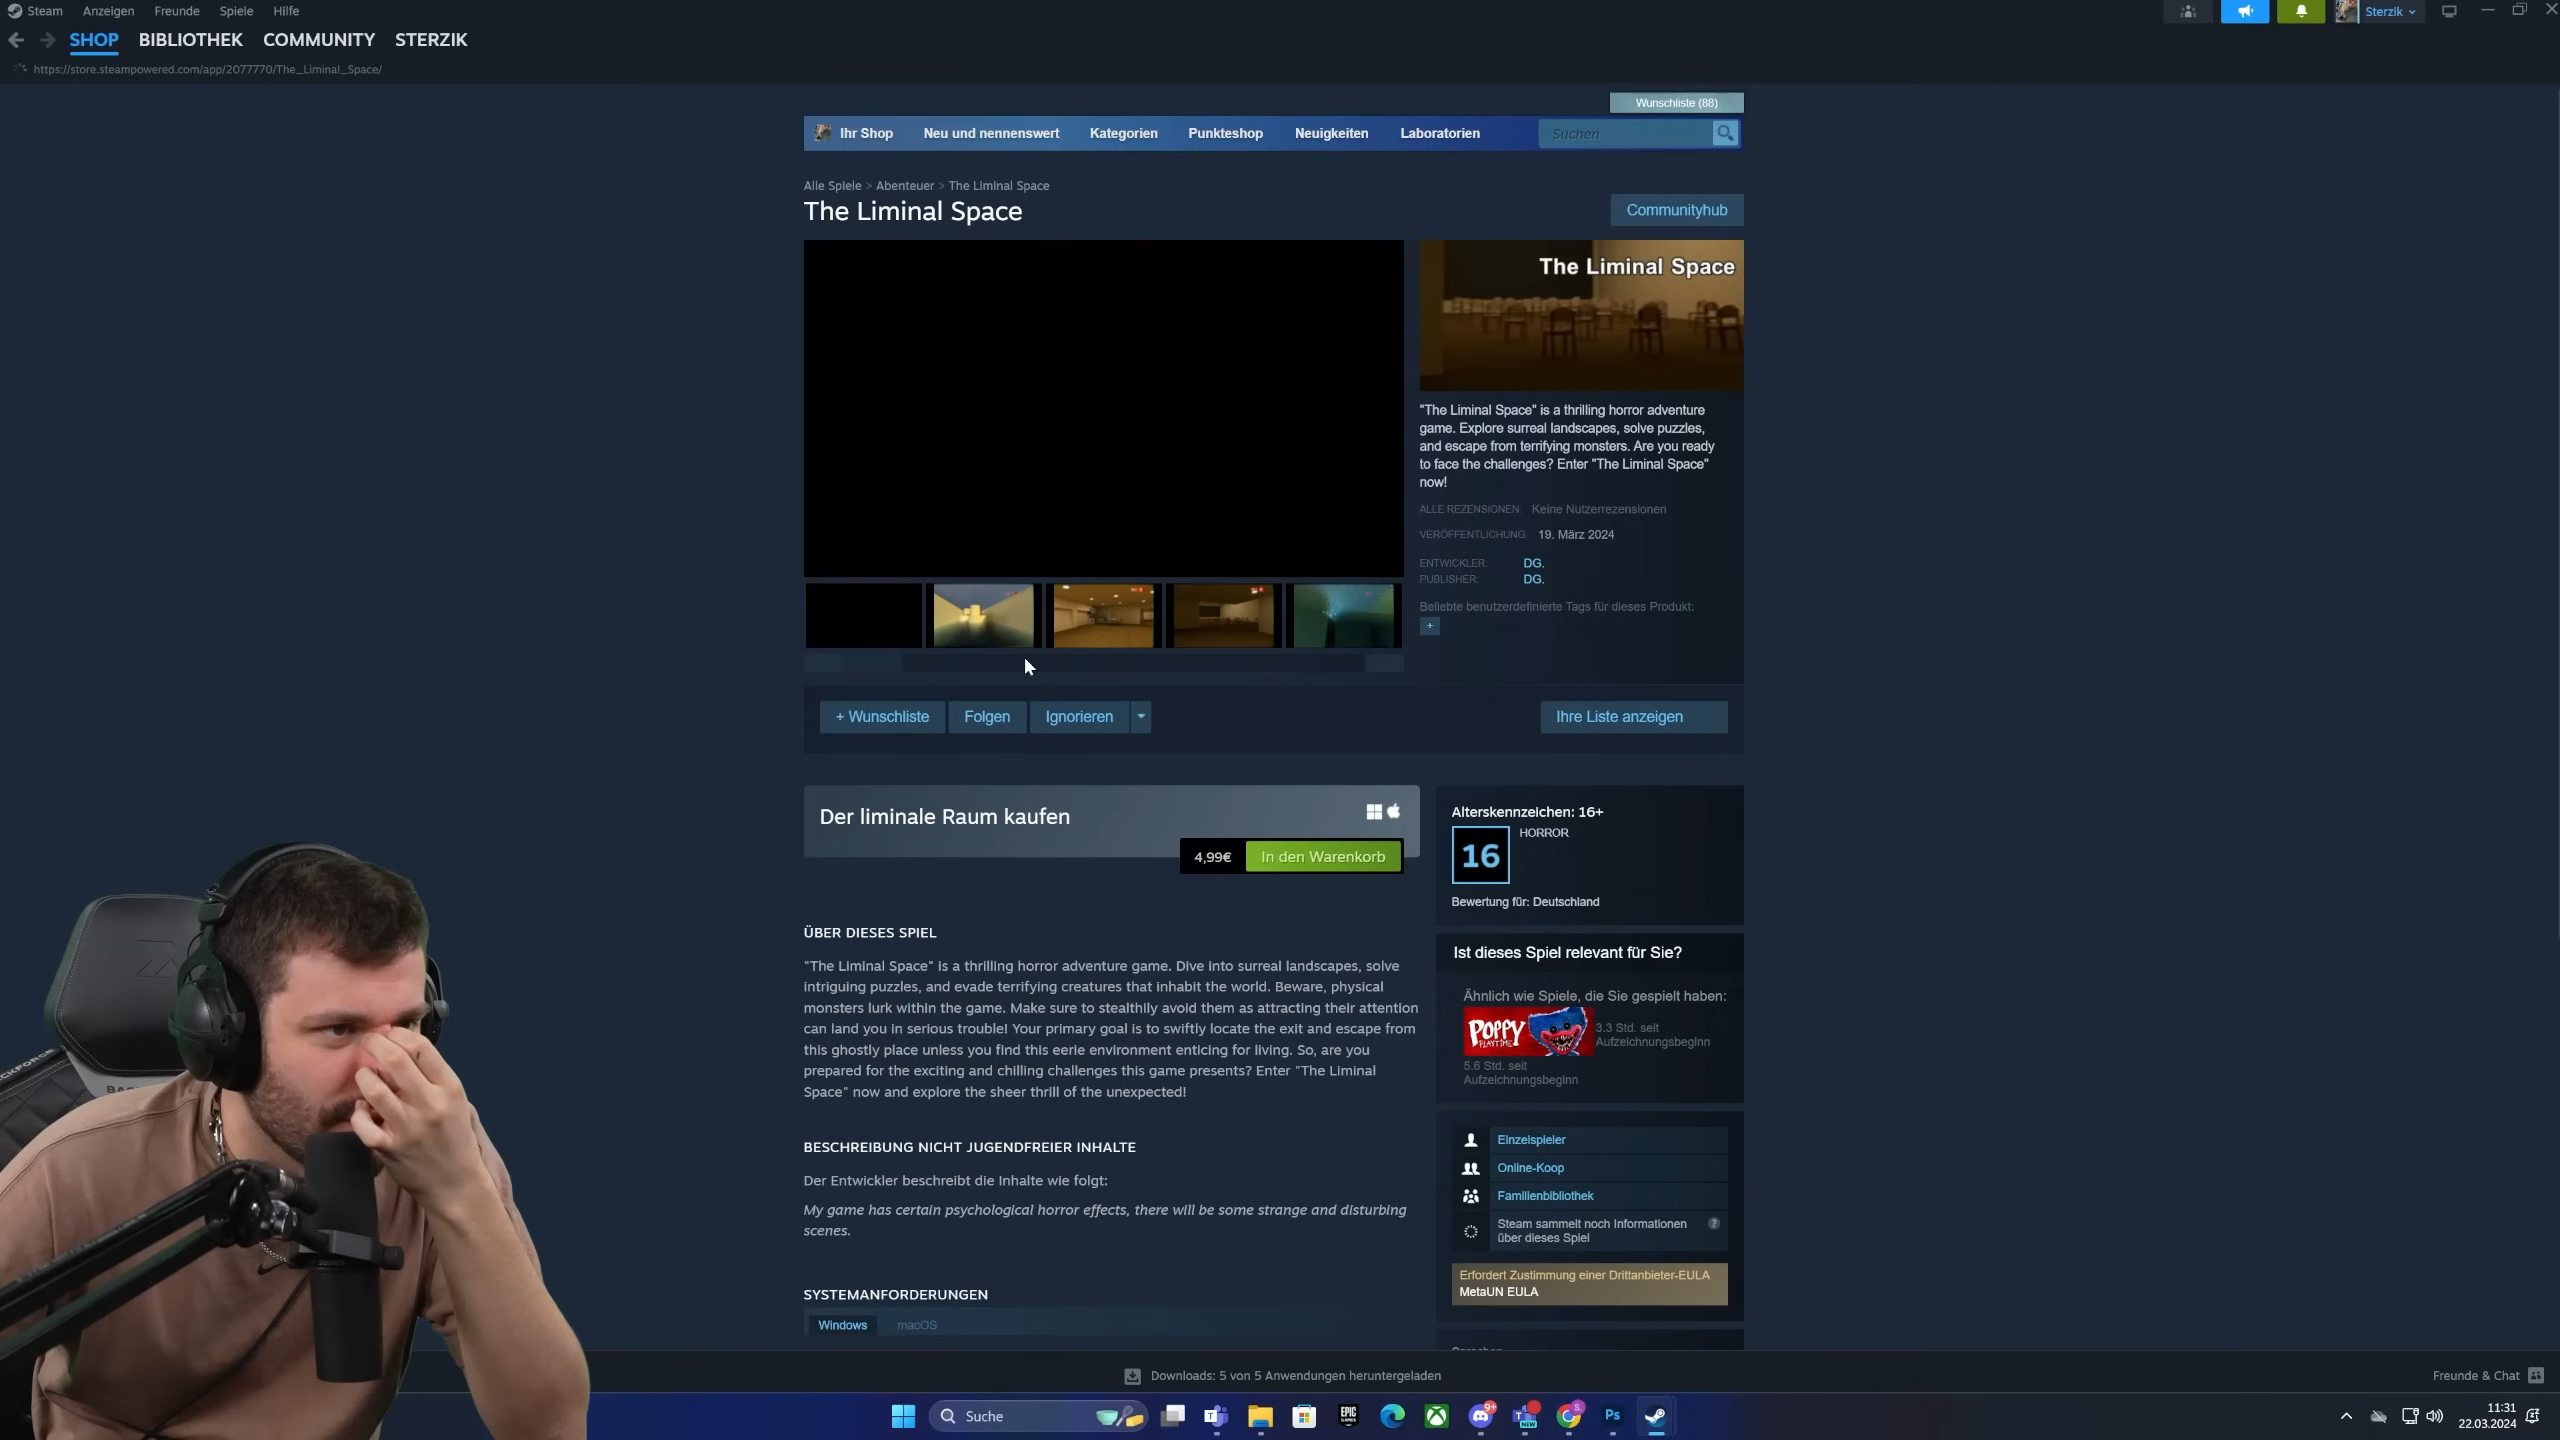 Steam Anzeigen Freunde Spiele Hilfe
Sterzik
SHOP BIBLIOTHEK COMMUNITY STERZIK
https://store.steampowered.com/app/2077770/The_Liminal_Space/
Wunschliste (88)
Ihr Shop Neu und nennenswert Kategorien Punkteshop Neuigkeiten Laboratorien Suchen
Alle Spiele > Abenteuer > The Liminal Space
The Liminal Space
Communityhub
The Liminal Space
"The Liminal Space" is a thrilling horror adventure
game. Explore surreal landscapes, solve puzzles,
and escape from terrifying monsters. Are you ready
to face the challenges? Enter "The Liminal Space"
now!
ALLE REZENSIONEN: Keine Nutzerrezensionen
VERÖFFENTLICHUNG 19. März 2024
ENTWICKLER: DG.
PUBLISHER: DG.
Beliebte benutzerdefinierte Tags für dieses Produkt:
+
+ Wunschliste Folgen Ignorieren Ihre Liste anzeigen
Der liminale Raum kaufen
4,99€ In den Warenkorb
Alterskennzeichen: 16+
16 HORROR
Bewertung für: Deutschland
ÜBER DIESES SPIEL
"The Liminal Space" is a thrilling horror adventure game. Dive into surreal landscapes, solve
intriguing puzzles, and evade terrifying creatures that inhabit the world. Beware, physical
monsters lurk within the game. Make sure to stealthily avoid them as attracting their attention
can land you in serious trouble! Your primary goal is to swiftly locate the exit and escape from
this ghostly place unless you find this eerie environment enticing for living. So, are you
prepared for the exciting and chilling challenges this game presents? Enter "The Liminal
Space" now and explore the sheer thrill of the unexpected!
Ist dieses Spiel relevant für Sie?
Ähnlich wie Spiele, die Sie gespielt haben:
POPPY PLAYTIME
3.3 Std. seit
Aufzeichnungsbeginn
5.6 Std. seit
Aufzeichnungsbeginn
BESCHREIBUNG NICHT JUGENDFREIER INHALTE
Der Entwickler beschreibt die Inhalte wie folgt:
My game has certain psychological horror effects, there will be some strange and disturbing
scenes.
Einzelspieler
Online-Koop
Familienbibliothek
Steam sammelt noch Informationen ?
über dieses Spiel
Erfordert Zustimmung einer Drittanbieter-EULA
MetaUN EULA
SYSTEMANFORDERUNGEN
Windows macOS
Downloads: 5 von 5 Anwendungen heruntergeladen
Freunde & Chat
Suche
EPIC GAMES
9+
NEW
S
Ps
11:31
22.03.2024